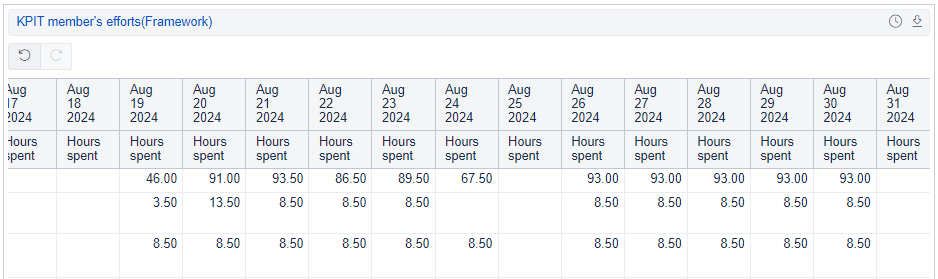 KPIT member's efforts(Framework)
Aug 17 2024 Aug 18 2024 Aug 19 2024 Aug 20 2024 Aug 21 2024 Aug 22 2024 Aug 23 2024 Aug 24 2024 Aug 25 2024 Aug 26 2024 Aug 27 2024 Aug 28 2024 Aug 29 2024 Aug 30 2024 Aug 31 2024
Hours spent Hours spent Hours spent Hours spent Hours spent Hours spent Hours spent Hours spent Hours spent Hours spent Hours spent Hours spent Hours spent Hours spent Hours spent
46.00 91.00 93.50 86.50 89.50 67.50 93.00 93.00 93.00 93.00 93.00
3.50 13.50 8.50 8.50 8.50 8.50 8.50 8.50 8.50 8.50
8.50 8.50 8.50 8.50 8.50 8.50 8.50 8.50 8.50 8.50 8.50